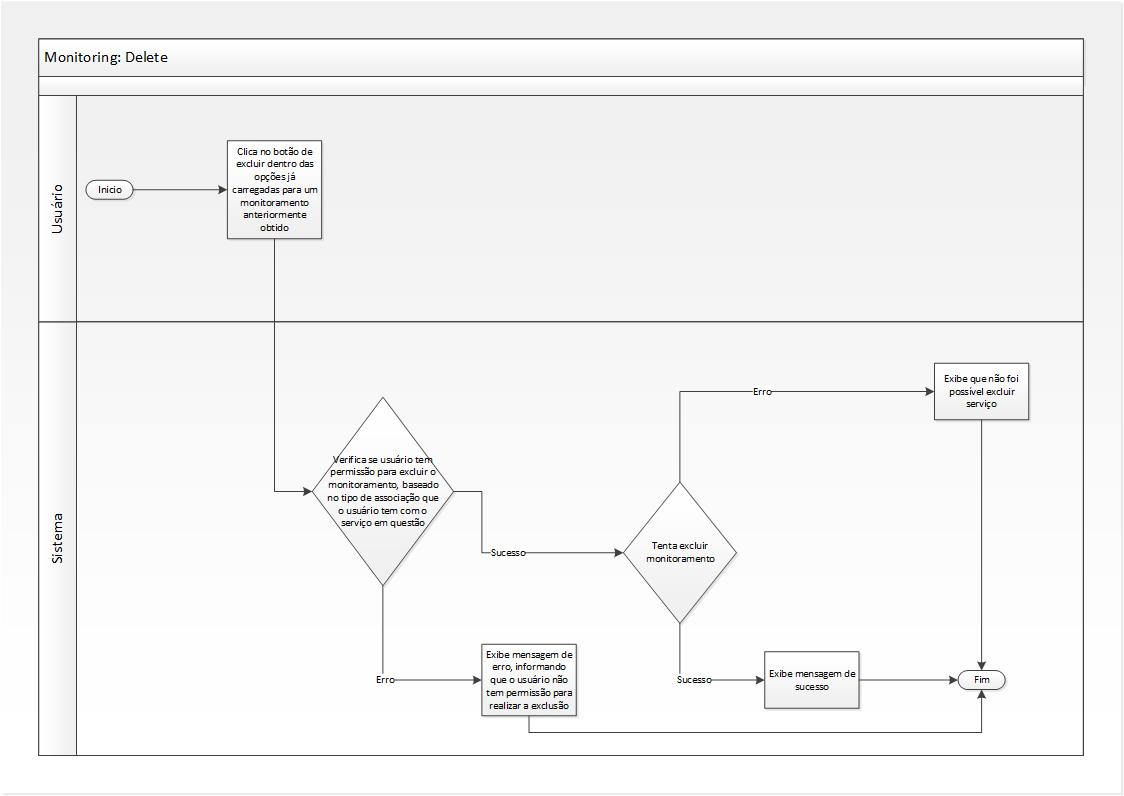 Monitoring: Delete
Usuário
Inicio
Clica no botão de
excluir dentro das
opções já
carregadas para um
monitoramento
anteriormente
obtido
Sistema
Verifica se usuário tem
permissão para excluir o
monitoramento, baseado
no tipo de associação que
o usuário tem com o
serviço em questão
Sucesso
Erro
Exibe mensagem de
erro, informando
que o usuário não
tem permissão para
realizar a exclusão
Tenta excluir
monitoramento
Erro
Exibe que não foi
possível excluir
serviço
Sucesso
Exibe mensagem de
sucesso
Fim